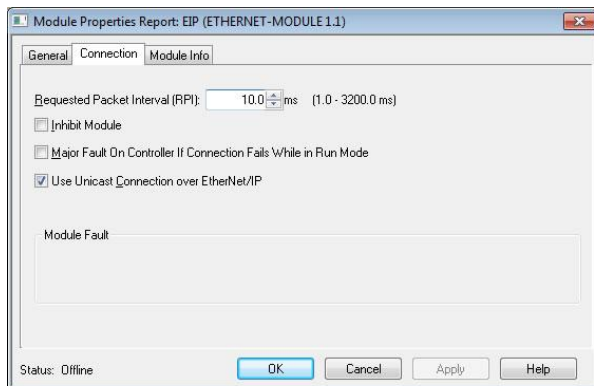 Module Properties Report: EIP (ETHERNET-MODULE 1.1)
General Connection Module Info
Requested Packet Interval (RPI): 10.0 ms (1.0 - 3200.0 ms)
Inhibit Module
Major Fault On Controller If Connection Fails While in Run Mode
Use Unicast Connection over EtherNet/IP
Module Fault
Status: Offline OK Cancel Apply Help